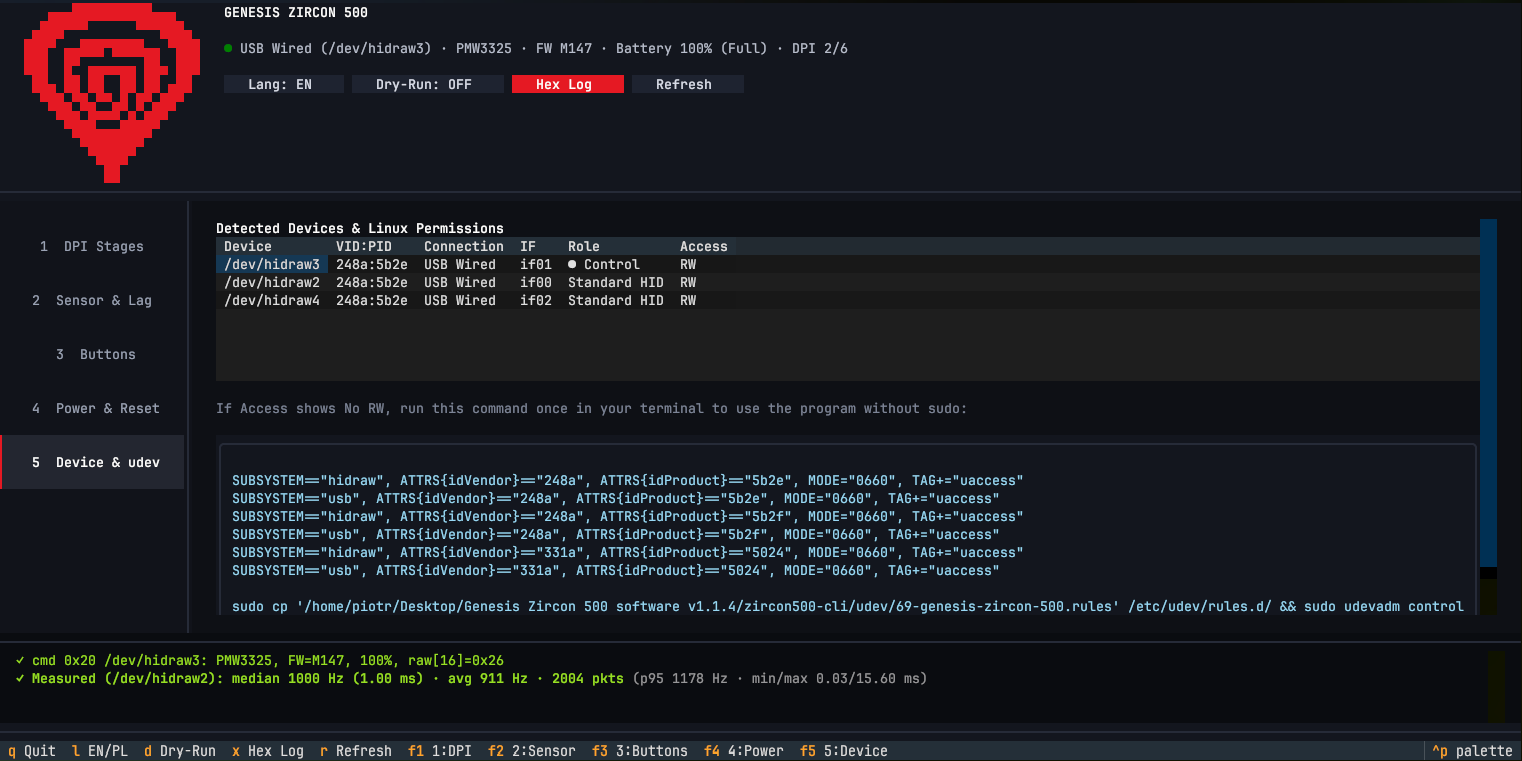 GENESIS ZIRCON 500
● USB Wired (/dev/hidraw3) · PMW3325 · FW M147 · Battery 100% (Full) · DPI 2/6
Lang: EN Dry-Run: OFF Hex Log Refresh
1 DPI Stages
2 Sensor & Lag
3 Buttons
4 Power & Reset
5 Device & udev
Detected Devices & Linux Permissions
Device VID:PID Connection IF Role Access
/dev/hidraw3 248a:5b2e USB Wired if01 ● Control RW
/dev/hidraw2 248a:5b2e USB Wired if00 Standard HID RW
/dev/hidraw4 248a:5b2e USB Wired if02 Standard HID RW
If Access shows No RW, run this command once in your terminal to use the program without sudo:
SUBSYSTEM=="hidraw", ATTRS{idVendor}=="248a", ATTRS{idProduct}=="5b2e", MODE="0660", TAG+="uaccess"
SUBSYSTEM=="usb", ATTRS{idVendor}=="248a", ATTRS{idProduct}=="5b2e", MODE="0660", TAG+="uaccess"
SUBSYSTEM=="hidraw", ATTRS{idVendor}=="248a", ATTRS{idProduct}=="5b2f", MODE="0660", TAG+="uaccess"
SUBSYSTEM=="usb", ATTRS{idVendor}=="248a", ATTRS{idProduct}=="5b2f", MODE="0660", TAG+="uaccess"
SUBSYSTEM=="hidraw", ATTRS{idVendor}=="331a", ATTRS{idProduct}=="5024", MODE="0660", TAG+="uaccess"
SUBSYSTEM=="usb", ATTRS{idVendor}=="331a", ATTRS{idProduct}=="5024", MODE="0660", TAG+="uaccess"
sudo cp '/home/piotr/Desktop/Genesis Zircon 500 software v1.1.4/zircon500-cli/udev/69-genesis-zircon-500.rules' /etc/udev/rules.d/ && sudo udevadm control
✓ cmd 0x20 /dev/hidraw3: PMW3325, FW=M147, 100%, raw[16]=0x26
✓ Measured (/dev/hidraw2): median 1000 Hz (1.00 ms) · avg 911 Hz · 2004 pkts (p95 1178 Hz · min/max 0.03/15.60 ms)
q Quit l EN/PL d Dry-Run x Hex Log r Refresh f1 1:DPI f2 2:Sensor f3 3:Buttons f4 4:Power f5 5:Device ^p palette